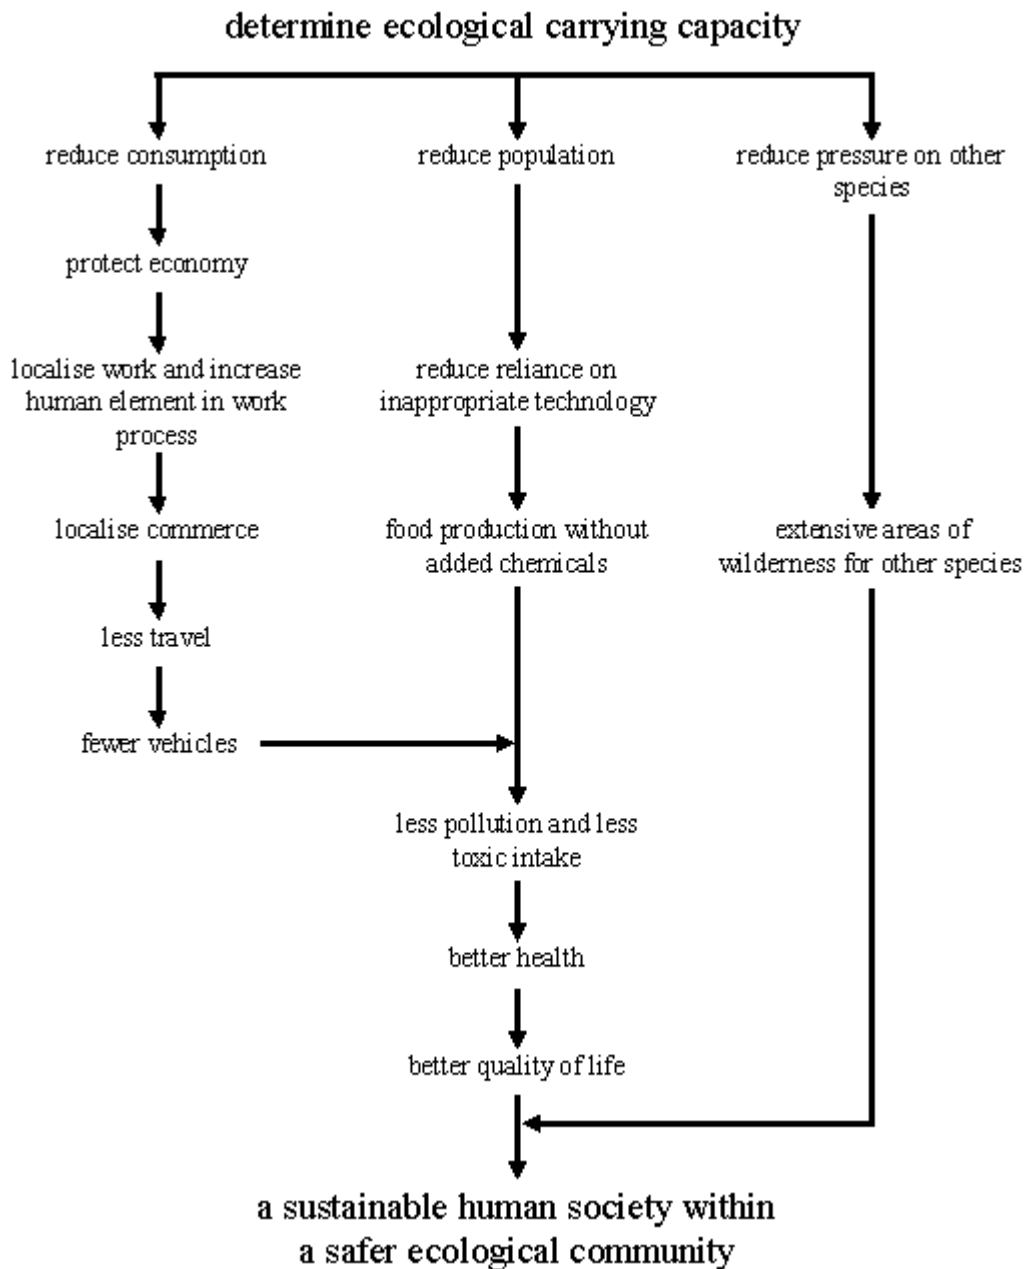 determine ecological carrying capacity
reduce consumption
reduce population
reduce pressure on other
species
protect economy
localise work and increase
human element in work
process
reduce reliance on
inappropriate technology
localise commerce
food production without
added chemicals
extensive areas of
wilderness for other species
less travel
fewer vehicles
less pollution and less
toxic intake
better health
better quality of life
a sustainable human society within
a safer ecological community